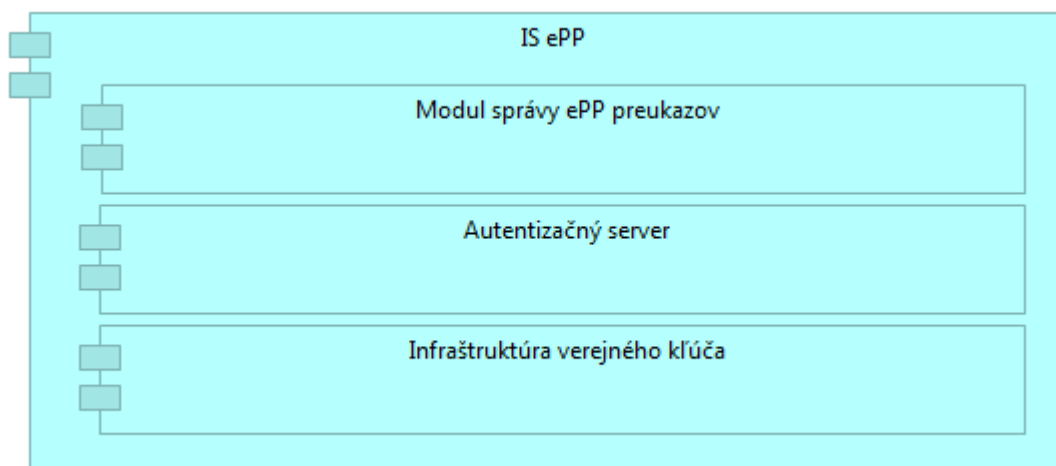 IS ePP
Modul správy ePP preukazov
Autentizačný server
Infraštruktúra verejného kľúča